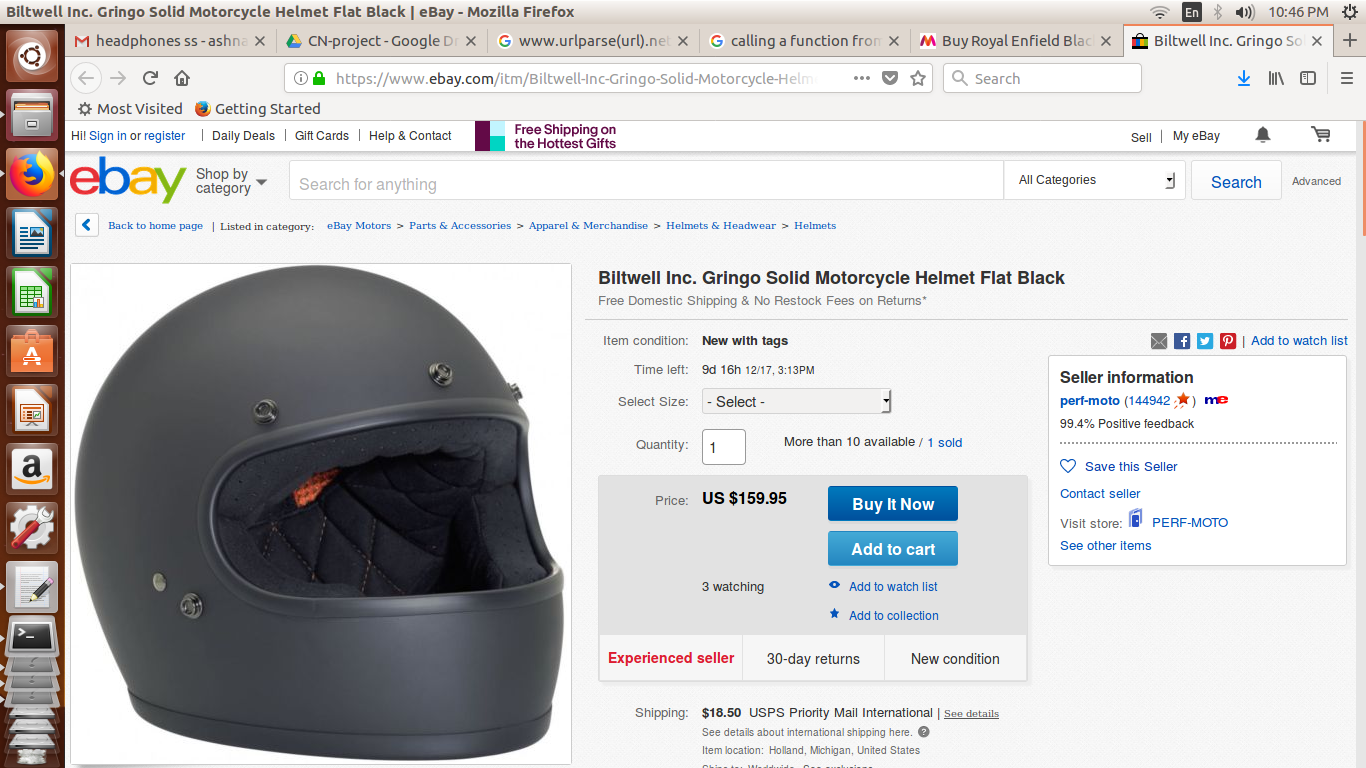 Biltwell Inc. Gringo Solid Motorcycle Helmet Flat Black | eBay - Mozilla Firefox
En
10:46 PM
headphones ss - ashna
CN-project - Google Dr
www.urlparse(url).net
calling a function from
Buy Royal Enfield Blac
Biltwell Inc. Gringo So
https://www.ebay.com/itm/Biltwell-Inc-Gringo-Solid-Motorcycle-Helm
Search
Most Visited
Getting Started
Hi! Sign in or register | Daily Deals | Gift Cards | Help & Contact
Free Shipping on
the Hottest Gifts
Sell | My eBay
ebay
Shop by
category
Search for anything
All Categories
Search
Advanced
Back to home page | Listed in category: eBay Motors > Parts & Accessories > Apparel & Merchandise > Helmets & Headwear > Helmets
Biltwell Inc. Gringo Solid Motorcycle Helmet Flat Black
Free Domestic Shipping & No Restock Fees on Returns*
Item condition: New with tags
Time left: 9d 16h 12/17, 3:13PM
Select Size: - Select -
Quantity: 1 More than 10 available / 1 sold
Price: US $159.95
Buy It Now
Add to cart
3 watching
Add to watch list
Add to collection
Experienced seller
30-day returns
New condition
Shipping: $18.50 USPS Priority Mail International | See details
See details about international shipping here. ?
Item location: Holland, Michigan, United States
Ships to: Worldwide See exclusions
| Add to watch list
Seller information
perf-moto (144942 ) me
99.4% Positive feedback
Save this Seller
Contact seller
Visit store: PERF-MOTO
See other items